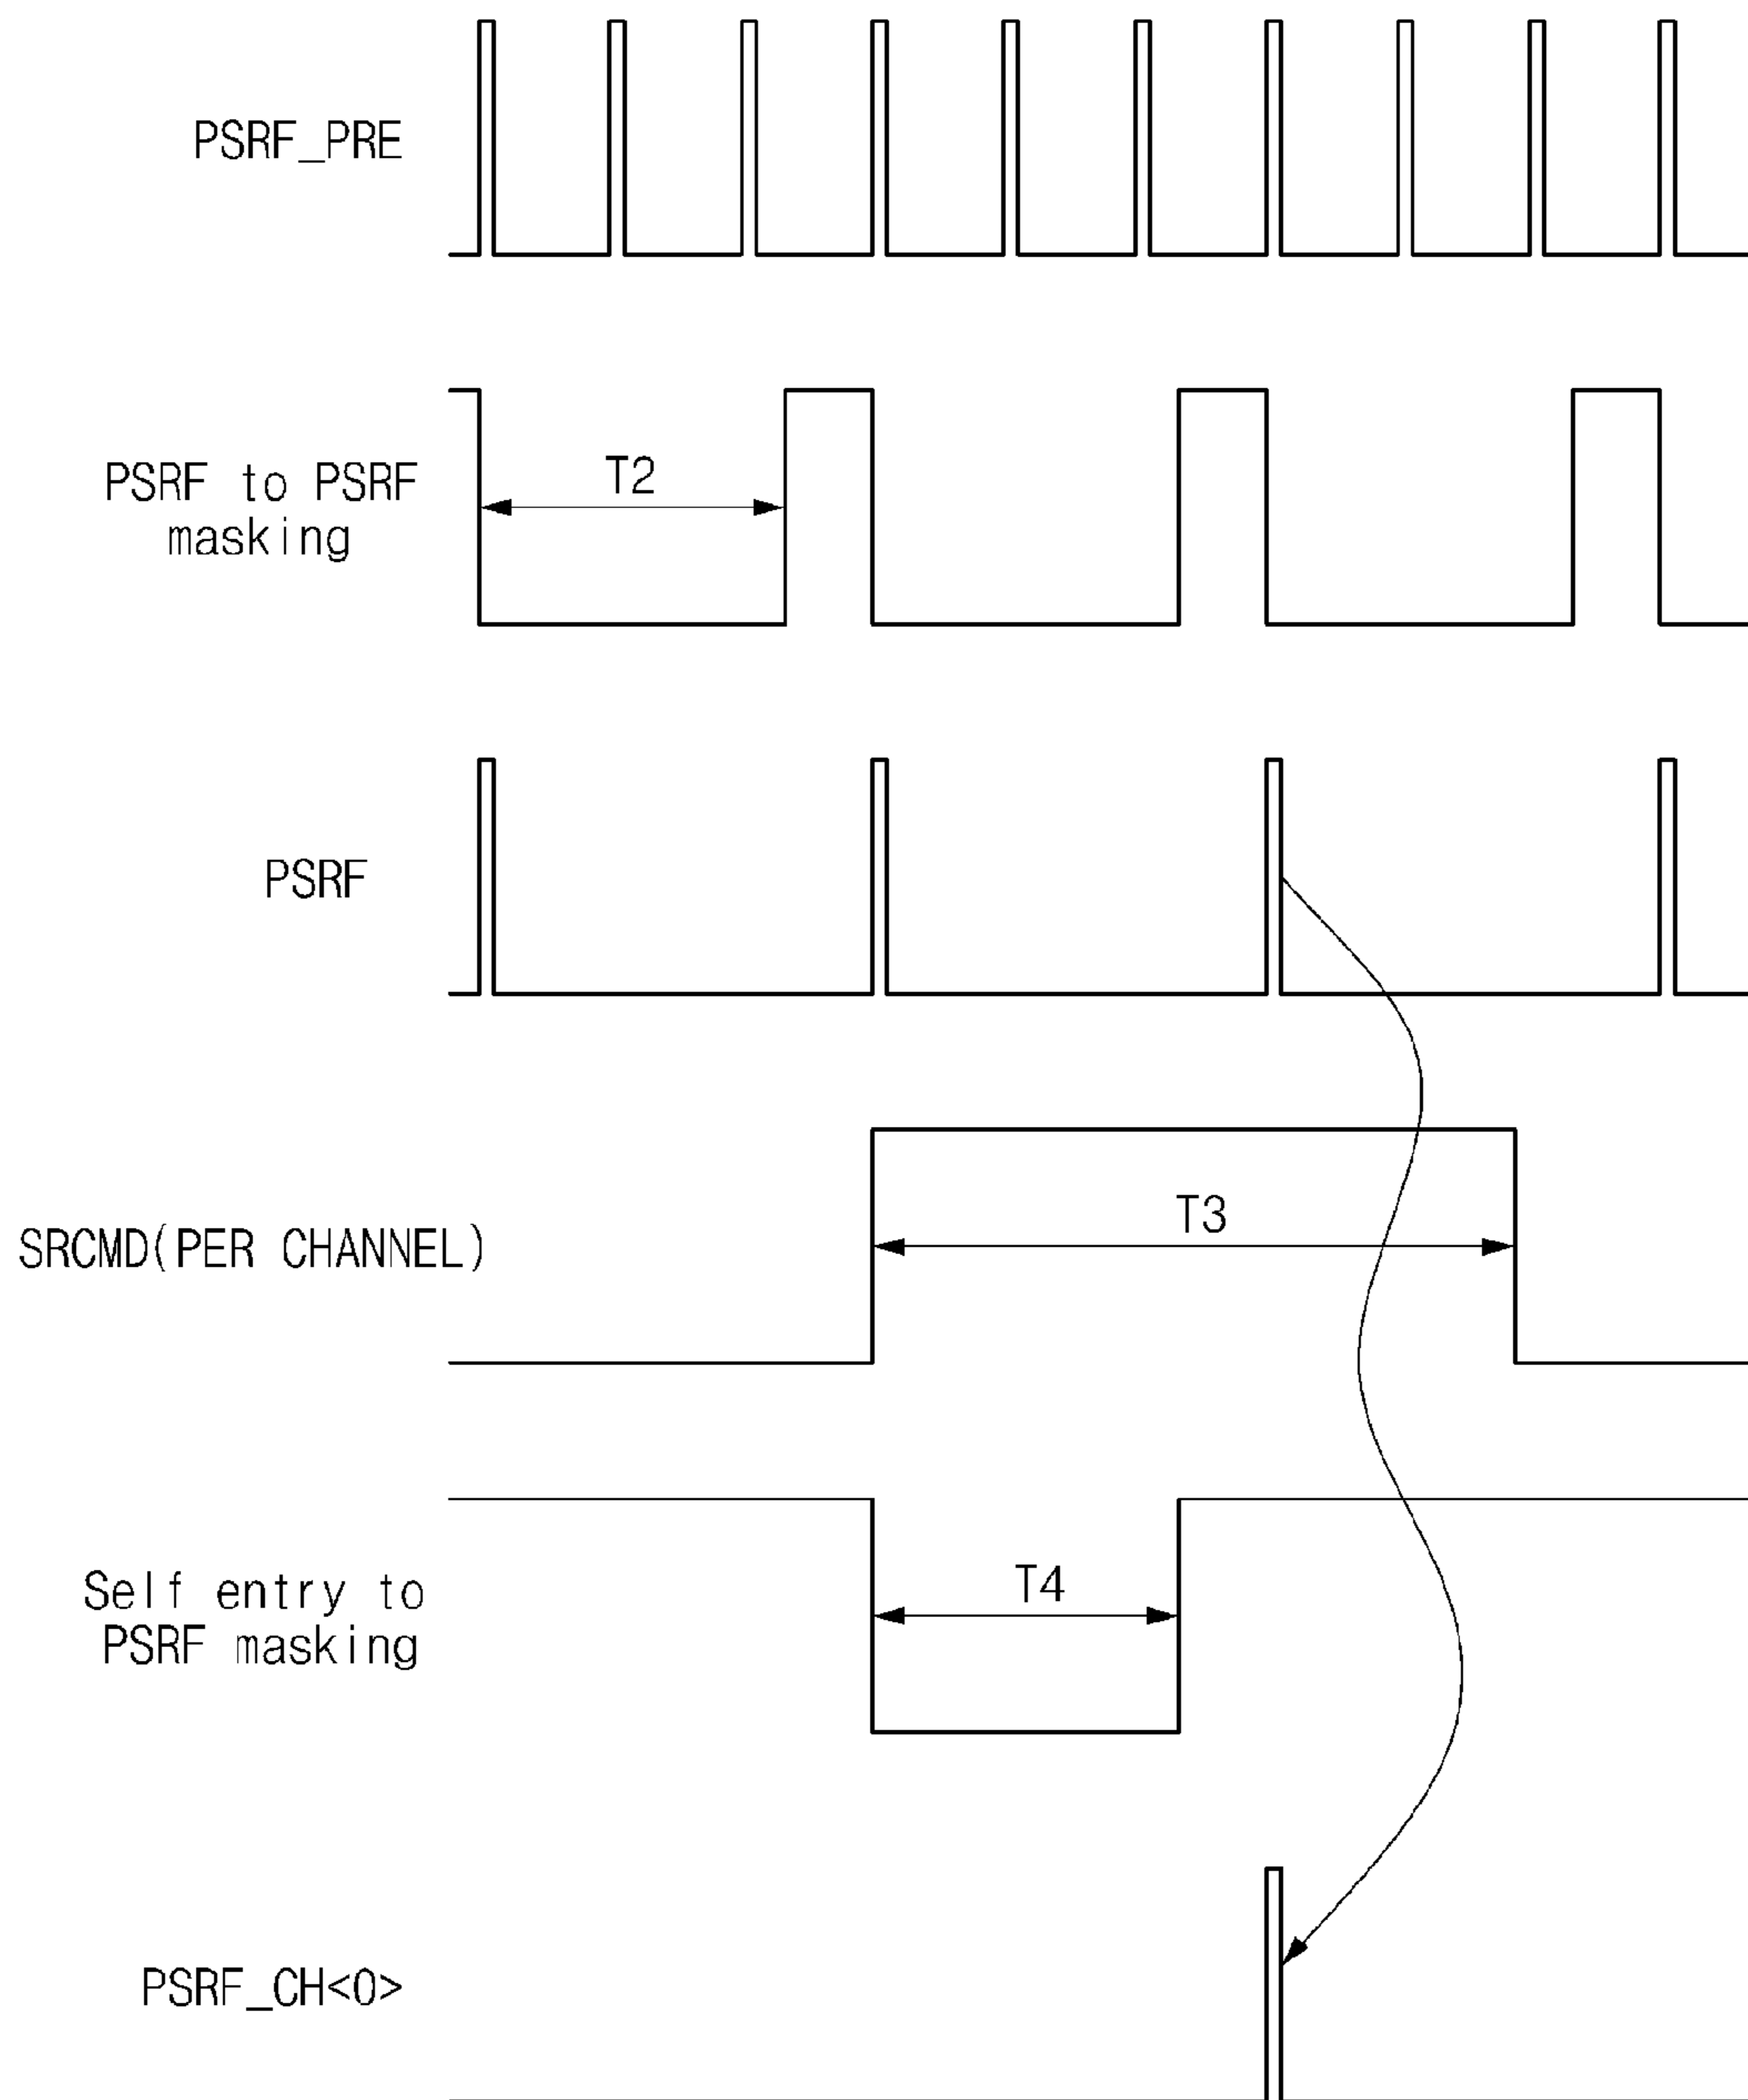 PSRF_PRE
PSRF to PSRF
masking
T2
PSRF
SRCMD(PER CHANNEL)
T3
Self entry to
PSRF masking
T4
PSRF_CH<0>